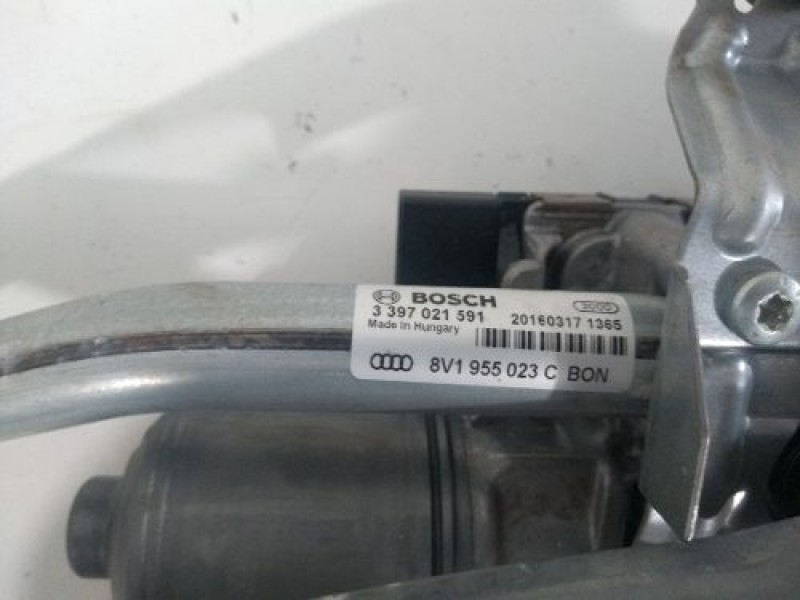 BOSCH
3 397 021 591 20160317 1365
Made in Hungary
8V1 955 023 C BON